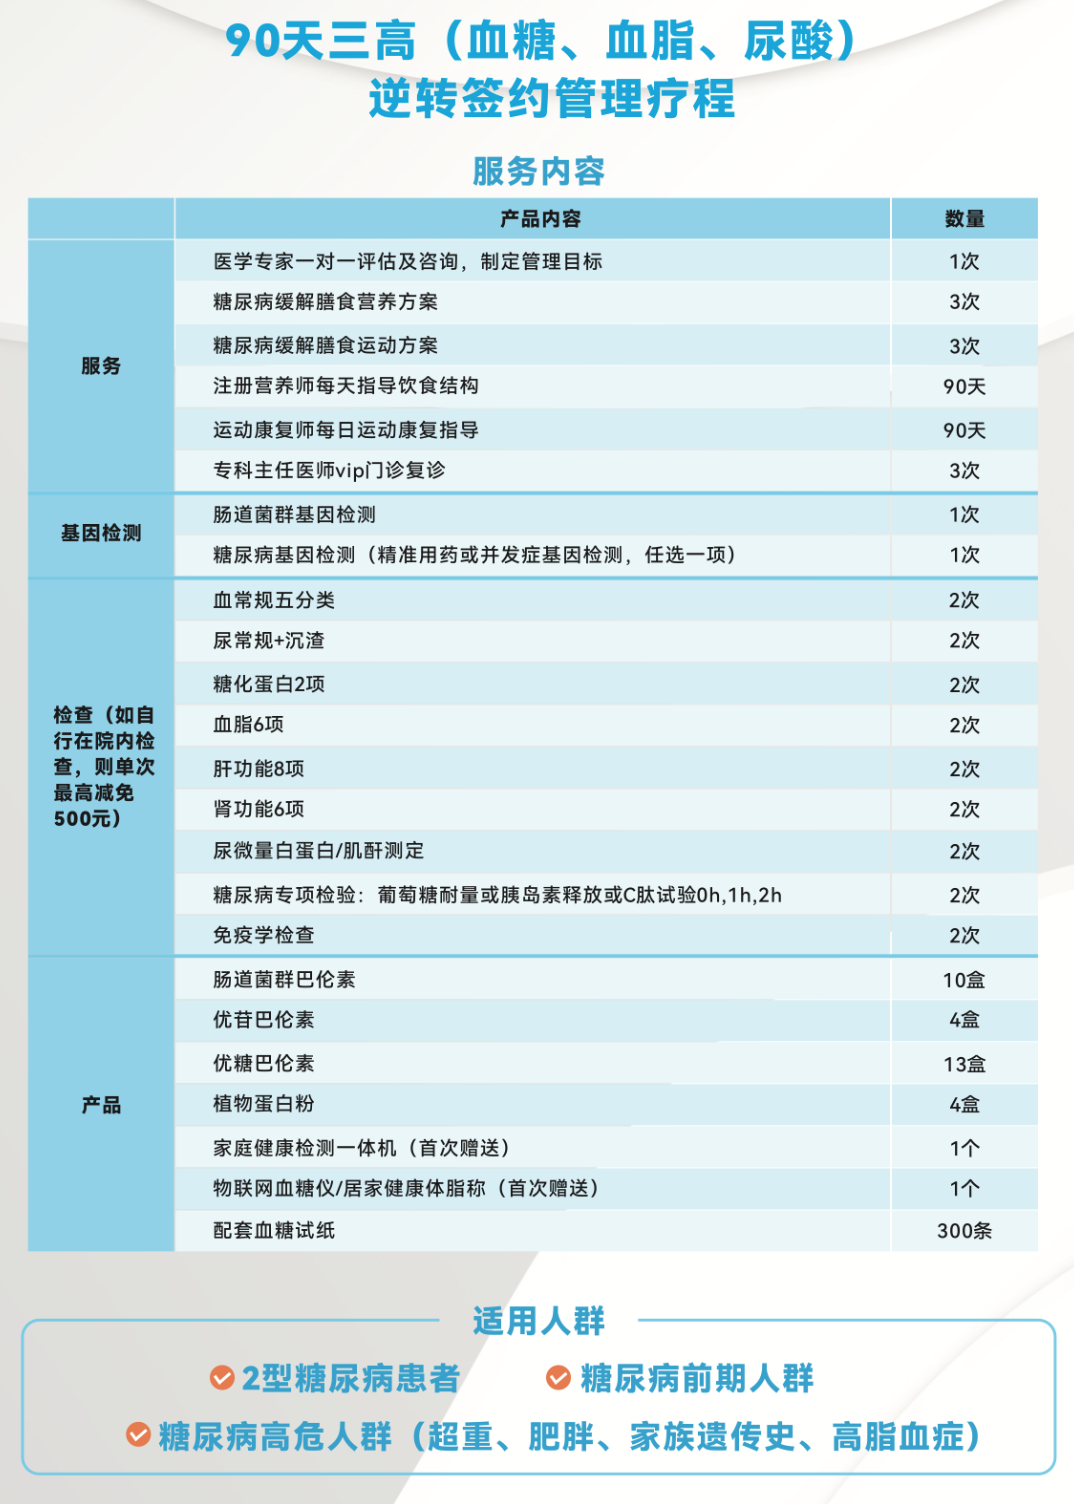 90天三高（血糖、血脂、尿酸）
逆转签约管理疗程
服务内容
产品内容 数量
服务
医学专家一对一评估及咨询，制定管理目标 1次
糖尿病缓解膳食营养方案 3次
糖尿病缓解膳食运动方案 3次
注册营养师每天指导饮食结构 90天
运动康复师每日运动康复指导 90天
专科主任医师vip门诊复诊 3次
基因检测
肠道菌群基因检测 1次
糖尿病基因检测（精准用药或并发症基因检测，任选一项） 1次
检查（如自
行在院内检
查，则单次
最高减免
500元）
血常规五分类 2次
尿常规+沉渣 2次
糖化蛋白2项 2次
血脂6项 2次
肝功能8项 2次
肾功能6项 2次
尿微量白蛋白/肌酐测定 2次
糖尿病专项检验：葡萄糖耐量或胰岛素释放或C肽试验0h,1h,2h 2次
免疫学检查 2次
产品
肠道菌群巴伦素 10盒
优苷巴伦素 4盒
优糖巴伦素 13盒
植物蛋白粉 4盒
家庭健康检测一体机（首次赠送） 1个
物联网血糖仪/居家健康体脂称（首次赠送） 1个
配套血糖试纸 300条
适用人群
2型糖尿病患者 糖尿病前期人群
糖尿病高危人群（超重、肥胖、家族遗传史、高脂血症）